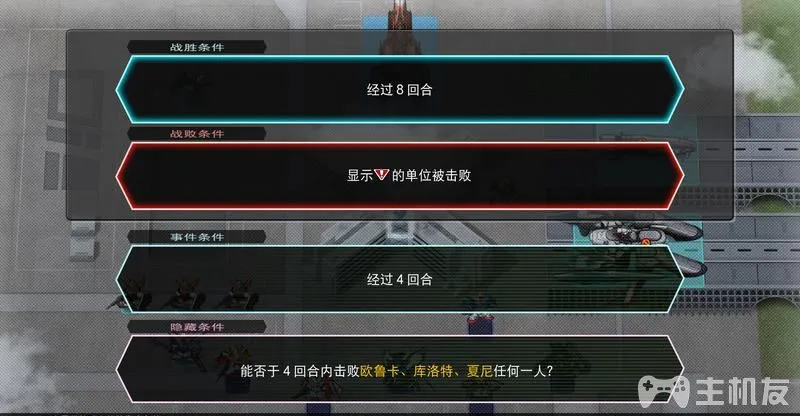 战胜条件
经过8回合
战败条件
显示 的单位被击败
事件条件
经过4回合
隐藏条件
能否于4回合内击败欧鲁卡、库洛特、夏尼任何一人?
主机友